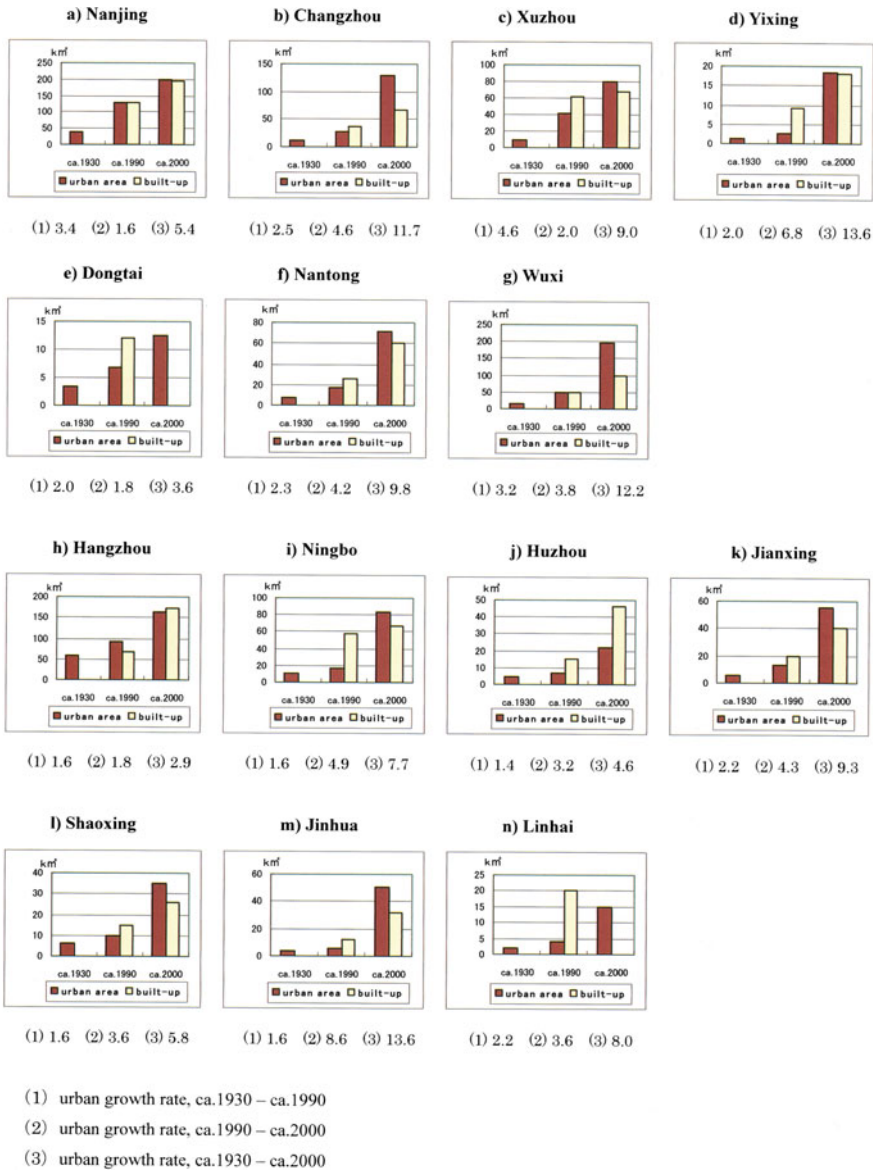 a) Nanjing
k㎡
250
200
150
100
50
0
ca.1930 ca.1990 ca.2000
urban area built-up
(1) 3.4 (2) 1.6 (3) 5.4
b) Changzhou
k㎡
150
100
50
0
ca.1930 ca.1990 ca.2000
urban area built-up
(1) 2.5 (2) 4.6 (3) 11.7
c) Xuzhou
k㎡
100
80
60
40
20
0
ca.1930 ca.1990 ca.2000
urban area built-up
(1) 4.6 (2) 2.0 (3) 9.0
d) Yixing
k㎡
20
15
10
5
0
ca.1930 ca.1990 ca.2000
urban area built-up
(1) 2.0 (2) 6.8 (3) 13.6
e) Dongtai
k㎡
15
10
5
0
ca.1930 ca.1990 ca.2000
urban area built-up
(1) 2.0 (2) 1.8 (3) 3.6
f) Nantong
k㎡
80
60
40
20
0
ca.1930 ca.1990 ca.2000
urban area built-up
(1) 2.3 (2) 4.2 (3) 9.8
g) Wuxi
k㎡
250
200
150
100
50
0
ca.1930 ca.1990 ca.2000
urban area built-up
(1) 3.2 (2) 3.8 (3) 12.2
h) Hangzhou
k㎡
200
150
100
50
0
ca.1930 ca.1990 ca.2000
urban area built-up
(1) 1.6 (2) 1.8 (3) 2.9
i) Ningbo
k㎡
100
80
60
40
20
0
ca.1930 ca.1990 ca.2000
urban area built-up
(1) 1.6 (2) 4.9 (3) 7.7
j) Huzhou
k㎡
50
40
30
20
10
0
ca.1930 ca.1990 ca.2000
urban area built-up
(1) 1.4 (2) 3.2 (3) 4.6
k) Jianxing
k㎡
60
40
20
0
ca.1930 ca.1990 ca.2000
urban area built-up
(1) 2.2 (2) 4.3 (3) 9.3
l) Shaoxing
k㎡
40
30
20
10
0
ca.1930 ca.1990 ca.2000
urban area built-up
(1) 1.6 (2) 3.6 (3) 5.8
m) Jinhua
k㎡
60
40
20
0
ca.1930 ca.1990 ca.2000
urban area built-up
(1) 1.6 (2) 8.6 (3) 13.6
n) Linhai
k㎡
25
20
15
10
5
0
ca.1930 ca.1990 ca.2000
urban area built-up
(1) 2.2 (2) 3.6 (3) 8.0
(1) urban growth rate, ca.1930 – ca.1990
(2) urban growth rate, ca.1990 – ca.2000
(3) urban growth rate, ca.1930 – ca.2000